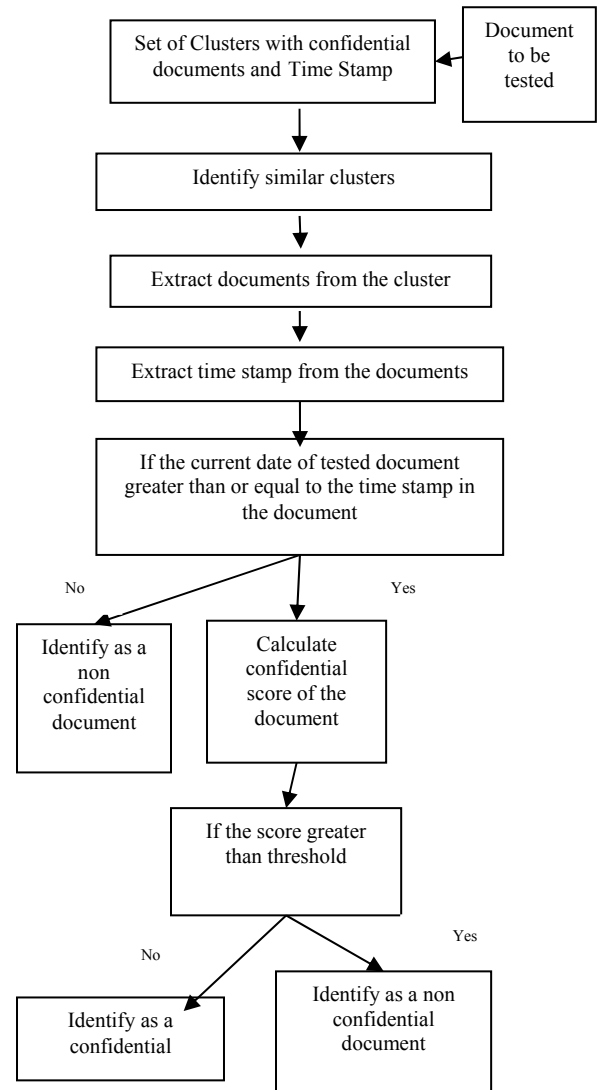 Set of Clusters with confidential
documents and Time Stamp
Document
to be
tested
Identify similar clusters
Extract documents from the cluster
Extract time stamp from the documents
If the current date of tested document
greater than or equal to the time stamp in
the document
No
Yes
Identify as a
non
confidential
document
Calculate
confidential
score of the
document
If the score greater
than threshold
No
Yes
Identify as a
confidential
Identify as a non
confidential
document